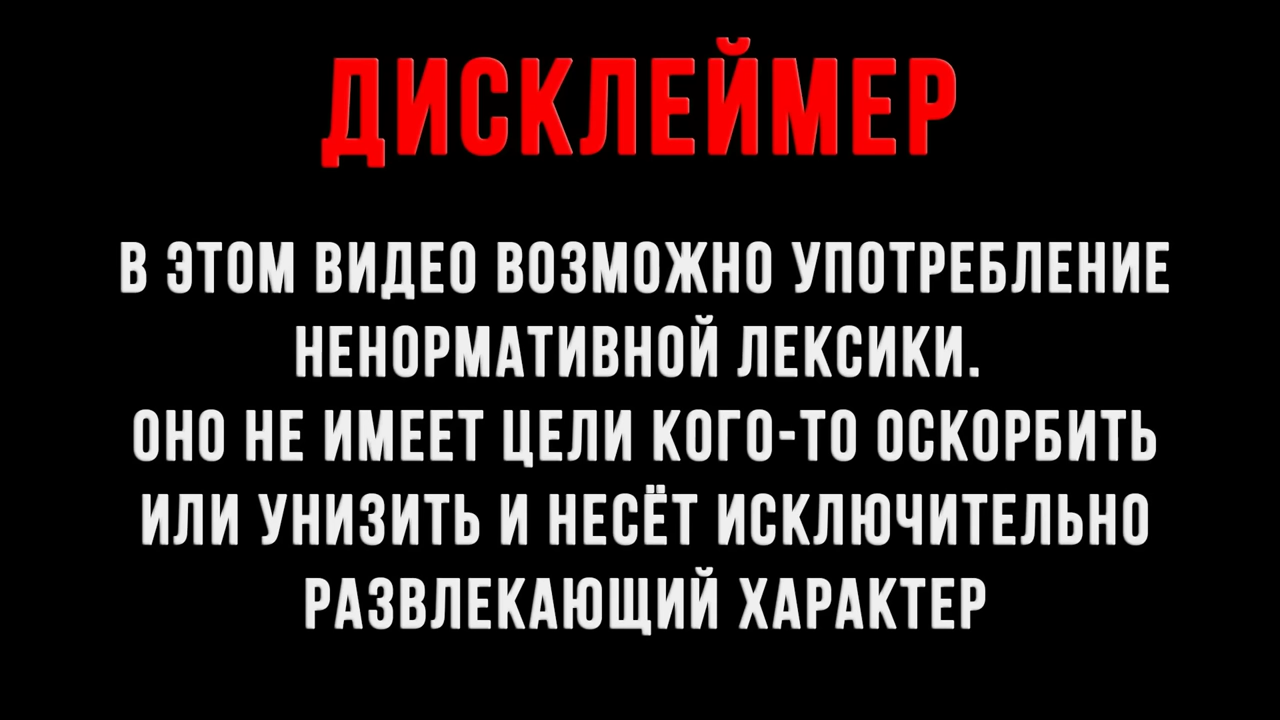 ДИСКЛЕЙМЕР
В ЭТОМ ВИДЕО ВОЗМОЖНО УПОТРЕБЛЕНИЕ
НЕНОРМАТИВНОЙ ЛЕКСИКИ.
ОНО НЕ ИМЕЕТ ЦЕЛИ КОГО-ТО ОСКОРБИТЬ
ИЛИ УНИЗИТЬ И НЕСЁТ ИСКЛЮЧИТЕЛЬНО
РАЗВЛЕКАЮЩИЙ ХАРАКТЕР